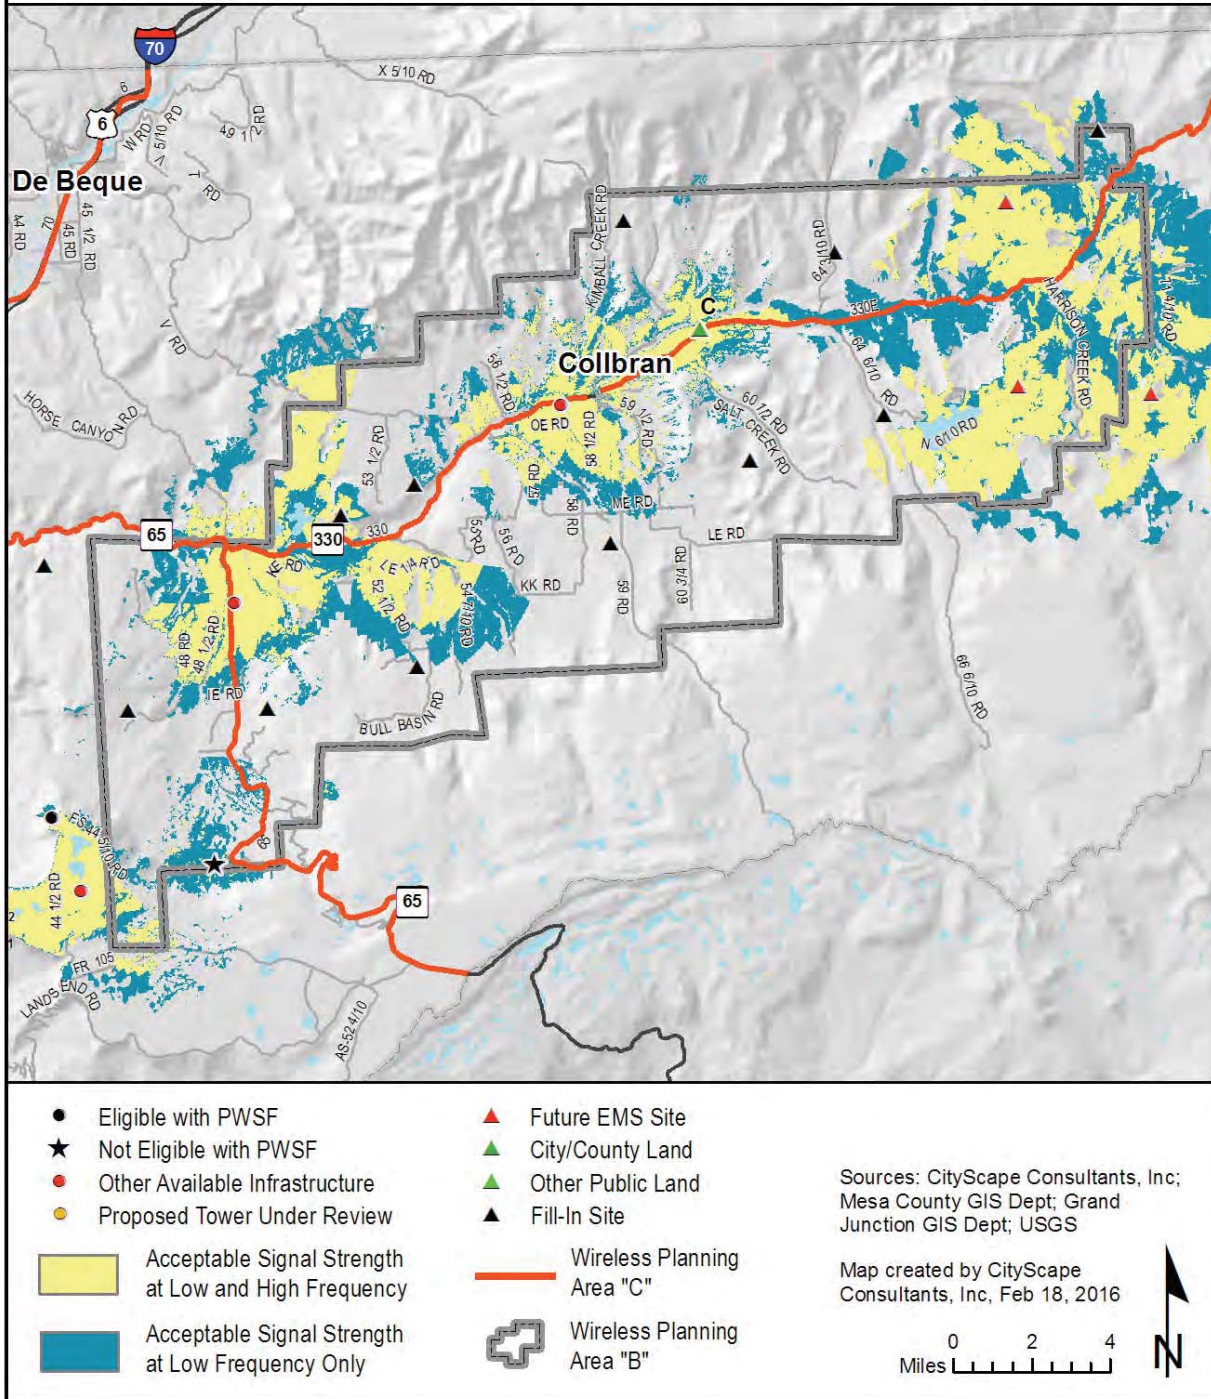 70
X 5/10 RD
6
6
W RD
V 5/10 RD
49 1/2 RD
T RD
De Beque
44 RD
70
45 RD
45 1/2 RD
V RD
KIMBALL CREEK RD
64 3/10 RD
C
330E
HARRISON CREEK RD
71 4/10 RD
Collbran
56 1/2 RD
64 6/10 RD
HORSE CANYON RD
OE RD
58 1/2 RD
59 1/2 RD
60 1/2 RD
SALT CREEK RD
N 6/10 RD
53 1/2 RD
57 RD
ME RD
58 RD
65
330
330
55 RD
56 RD
LE RD
KE RD
LE 1/4 RD
52 1/2 RD
54 7/10 RD
KK RD
59 RD
60 3/4 RD
48 RD
48 1/2 RD
IE RD
BULL BASIN RD
66 6/10 RD
FS 44 5/10 RD
65
44 1/2 RD
65
2
1
FR 105
LANDS END RD
AS-52 4/10
Eligible with PWSF
Not Eligible with PWSF
Other Available Infrastructure
Proposed Tower Under Review
Acceptable Signal Strength
at Low and High Frequency
Acceptable Signal Strength
at Low Frequency Only
Future EMS Site
City/County Land
Other Public Land
Fill-In Site
Wireless Planning
Area "C"
Wireless Planning
Area "B"
Sources: CityScape Consultants, Inc;
Mesa County GIS Dept; Grand
Junction GIS Dept; USGS
Map created by CityScape
Consultants, Inc, Feb 18, 2016
0 2 4
Miles
N